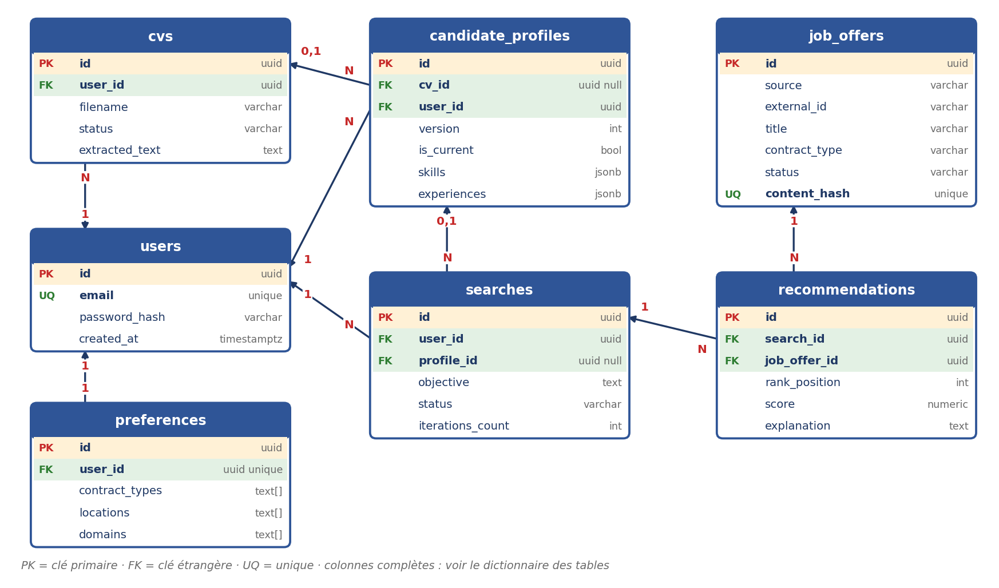 cvs
PK id uuid
FK user_id uuid
filename varchar
status varchar
extracted_text text
0,1
N
candidate_profiles
PK id uuid
FK cv_id uuid null
FK user_id uuid
version int
is_current bool
skills jsonb
experiences jsonb
job_offers
PK id uuid
source varchar
external_id varchar
title varchar
contract_type varchar
status varchar
UQ content_hash unique
N
1
N
1
0,1
N
1
N
users
PK id uuid
UQ email unique
password_hash varchar
created_at timestamptz
1
N
searches
PK id uuid
FK user_id uuid
FK profile_id uuid null
objective text
status varchar
iterations_count int
1
N
recommendations
PK id uuid
FK search_id uuid
FK job_offer_id uuid
rank_position int
score numeric
explanation text
1
1
preferences
PK id uuid
FK user_id uuid unique
contract_types text[]
locations text[]
domains text[]
PK = clé primaire · FK = clé étrangère · UQ = unique · colonnes complètes : voir le dictionnaire des tables